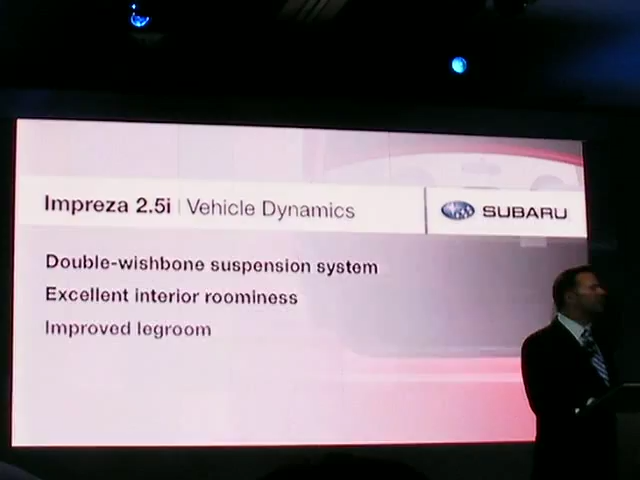 Impreza 2.5i | Vehicle Dynamics
SUBARU
Double-wishbone suspension system
Excellent interior roominess
Improved legroom